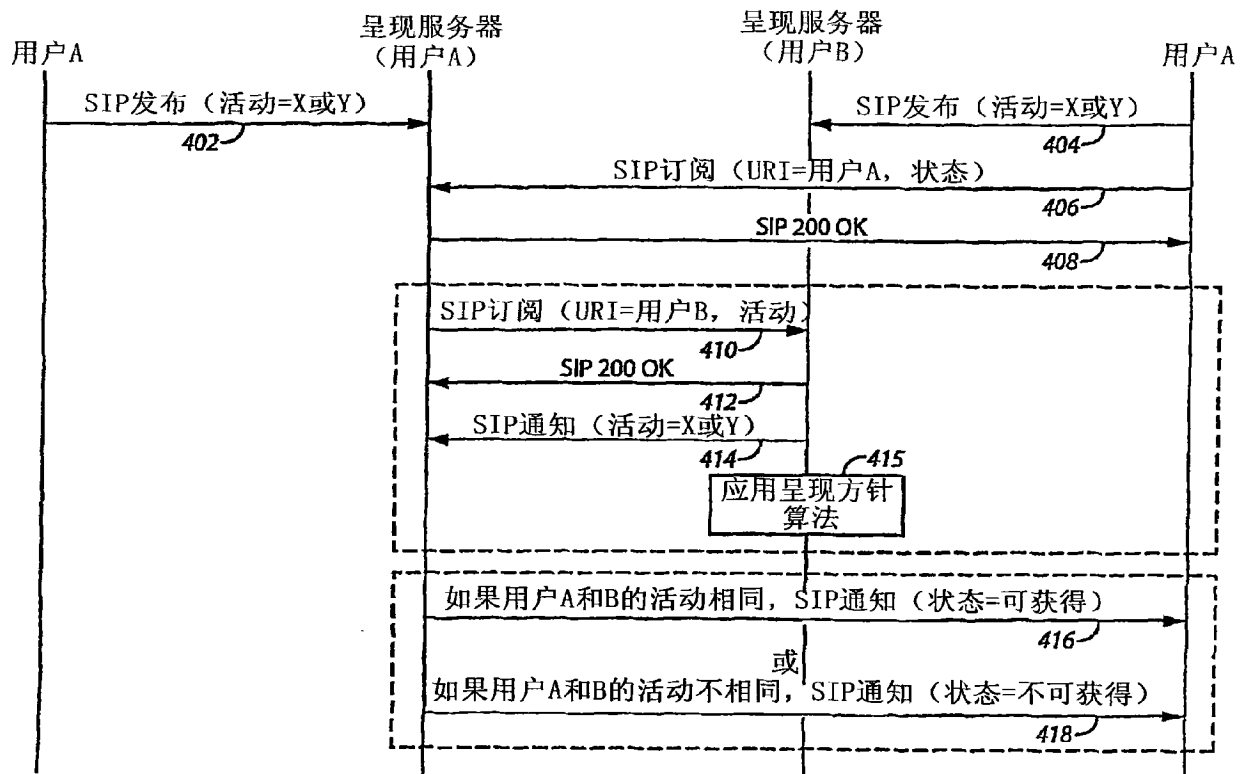 用户A
呈现服务器
（用户A）
呈现服务器
（用户B）
用户A
SIP发布（活动=X或Y）
402
SIP发布（活动=X或Y）
404
SIP订阅（URI=用户A，状态）
406
SIP 200 OK
408
SIP订阅（URI=用户B，活动）
410
SIP 200 OK
412
SIP通知（活动=X或Y）
414
415
应用呈现方针
算法
如果用户A和B的活动相同，SIP通知（状态=可获得）
416
或
如果用户A和B的活动不相同，SIP通知（状态=不可获得）
418